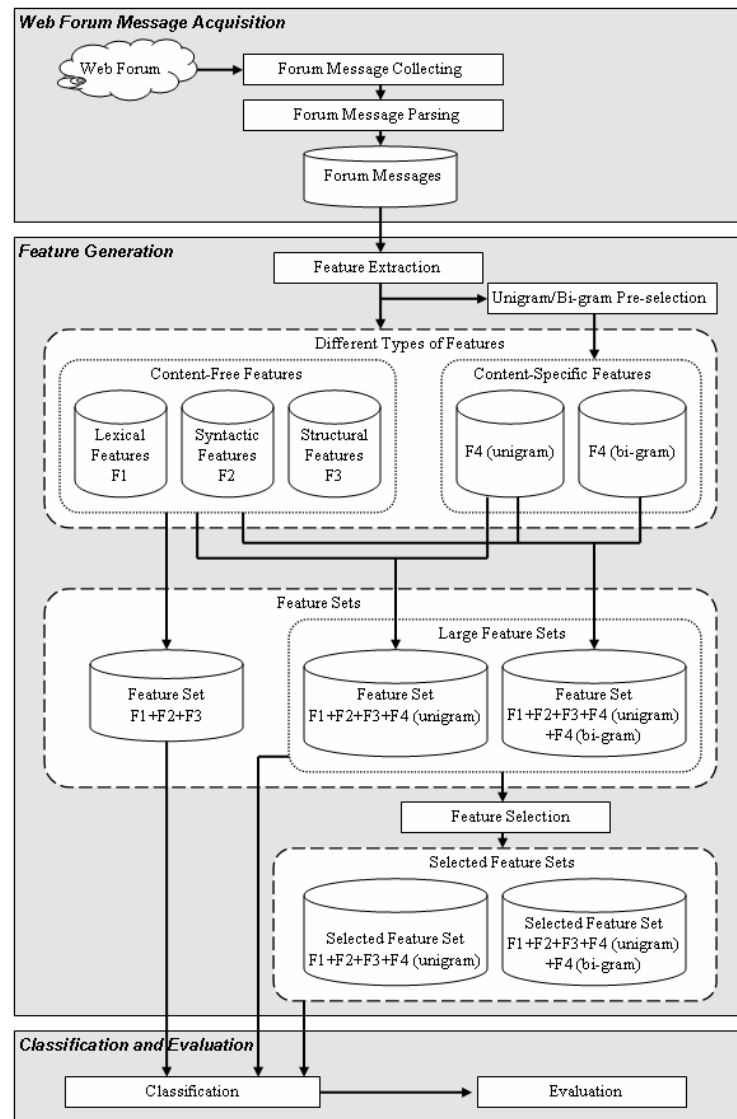 Web Forum Message Acquisition
Web Forum
Forum Message Collecting
Forum Message Parsing
Forum Messages
Feature Generation
Feature Extraction
Unigram/Bi-gram Pre-selection
Different Types of Features
Content-Free Features
Content-Specific Features
Lexical
Features
F1
Syntactic
Features
F2
Structural
Features
F3
F4 (unigram)
F4 (bi-gram)
Feature Sets
Large Feature Sets
Feature Set
F1+F2+F3
Feature Set
F1+F2+F3+F4 (unigram)
Feature Set
F1+F2+F3+F4 (unigram)
+F4 (bi-gram)
Feature Selection
Selected Feature Sets
Selected Feature Set
F1+F2+F3+F4 (unigram)
Selected Feature Set
F1+F2+F3+F4 (unigram)
+F4 (bi-gram)
Classification and Evaluation
Classification
Evaluation